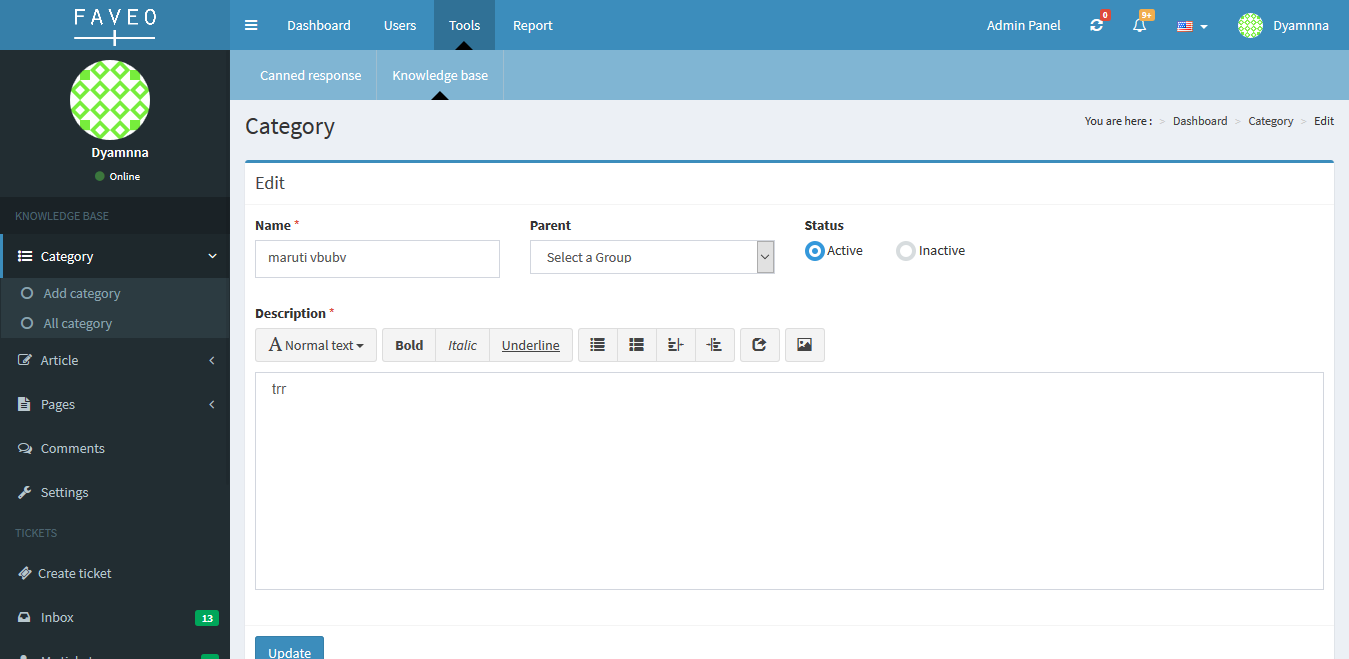 FAVEO
Dashboard Users Tools Report
Admin Panel 0 9+ Dyamnna
Canned response Knowledge base
Dyamnna
Online
KNOWLEDGE BASE
Category
Add category
All category
Article
Pages
Comments
Settings
TICKETS
Create ticket
Inbox 13
Category
You are here : > Dashboard > Category > Edit
Edit
Name * Parent Status
maruti vbubv Select a Group Active Inactive
Description *
A Normal text Bold Italic Underline
trr
Update